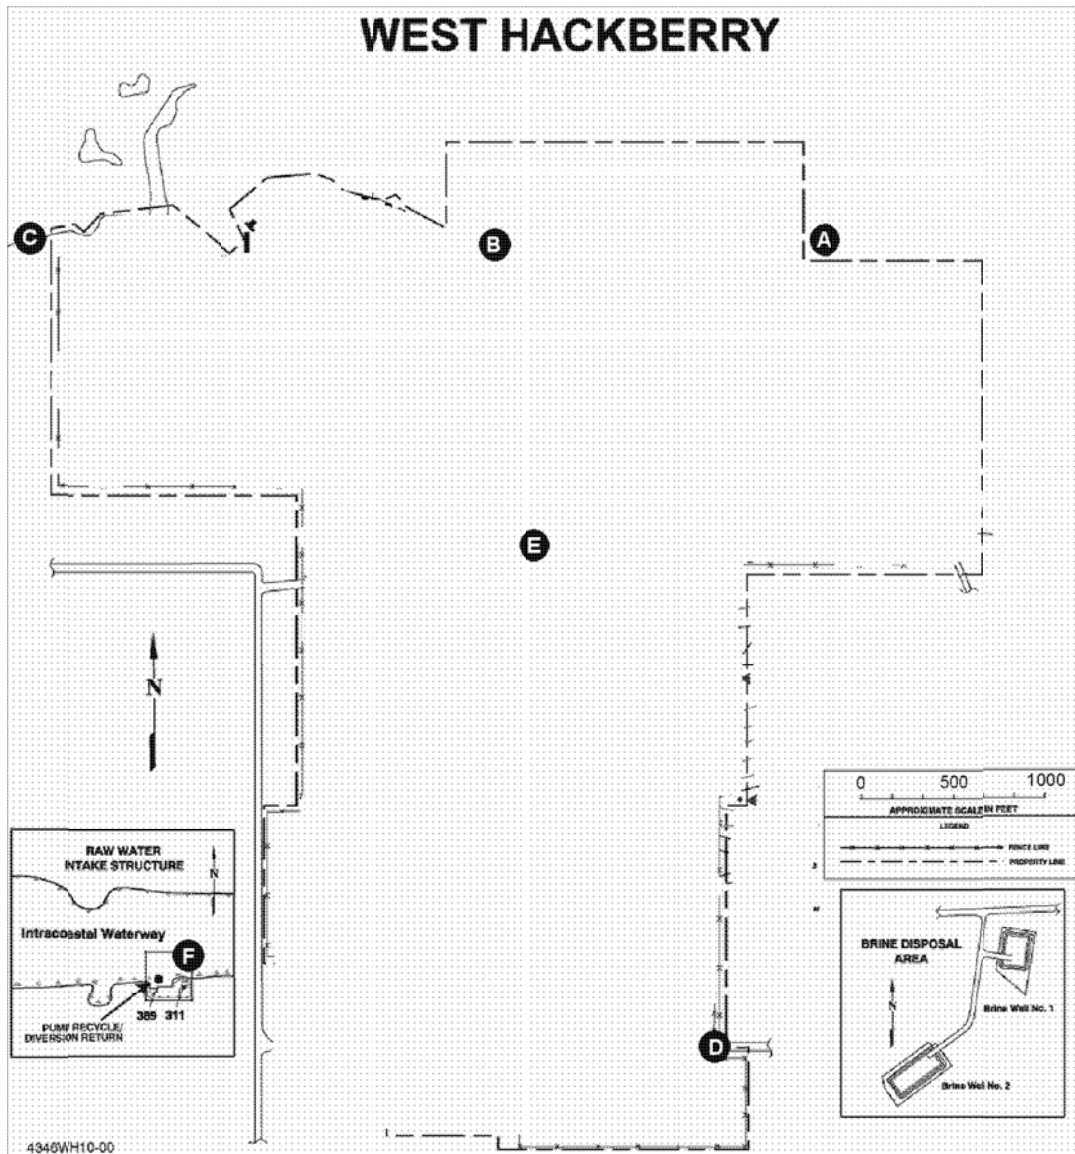 WEST HACKBERRY
C
B
A
E
N
0 500 1000
APPROXIMATE SCALE IN FEET
LEGEND
FENCE LINE
PROPERTY LINE
RAW WATER
INTAKE STRUCTURE
N
Intracoastal Waterway
F
389 311
PUMP RECYCLE/
DIVERSION RETURN
D
BRINE DISPOSAL
AREA
N
Brine Well No. 1
Brine Well No. 2
4346WH10-00